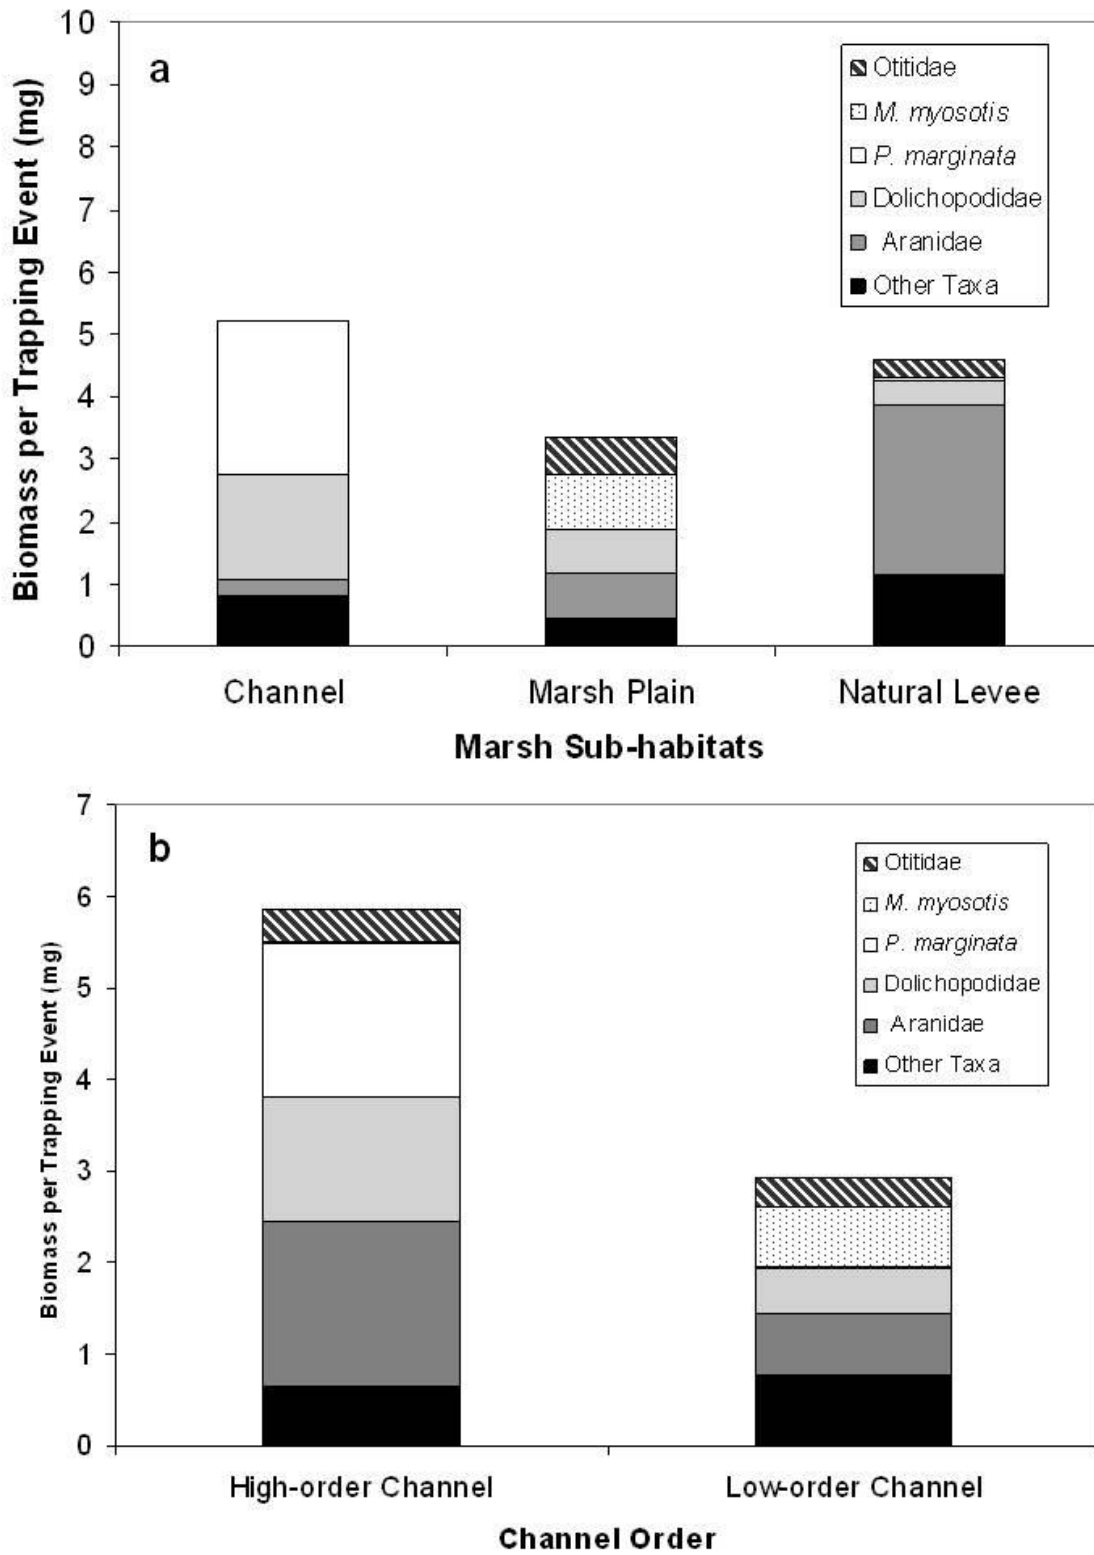 10
9
8
7
6
5
4
3
2
1
0
Biomass per Trapping Event (mg)
a
Otitidae
M. myosotis
P. marginata
Dolichopodidae
Aranidae
Other Taxa
Channel Marsh Plain Natural Levee
Marsh Sub-habitats
7
6
5
4
3
2
1
0
Biomass per Trapping Event (mg)
b
Otitidae
M. myosotis
P. marginata
Dolichopodidae
Aranidae
Other Taxa
High-order Channel Low-order Channel
Channel Order